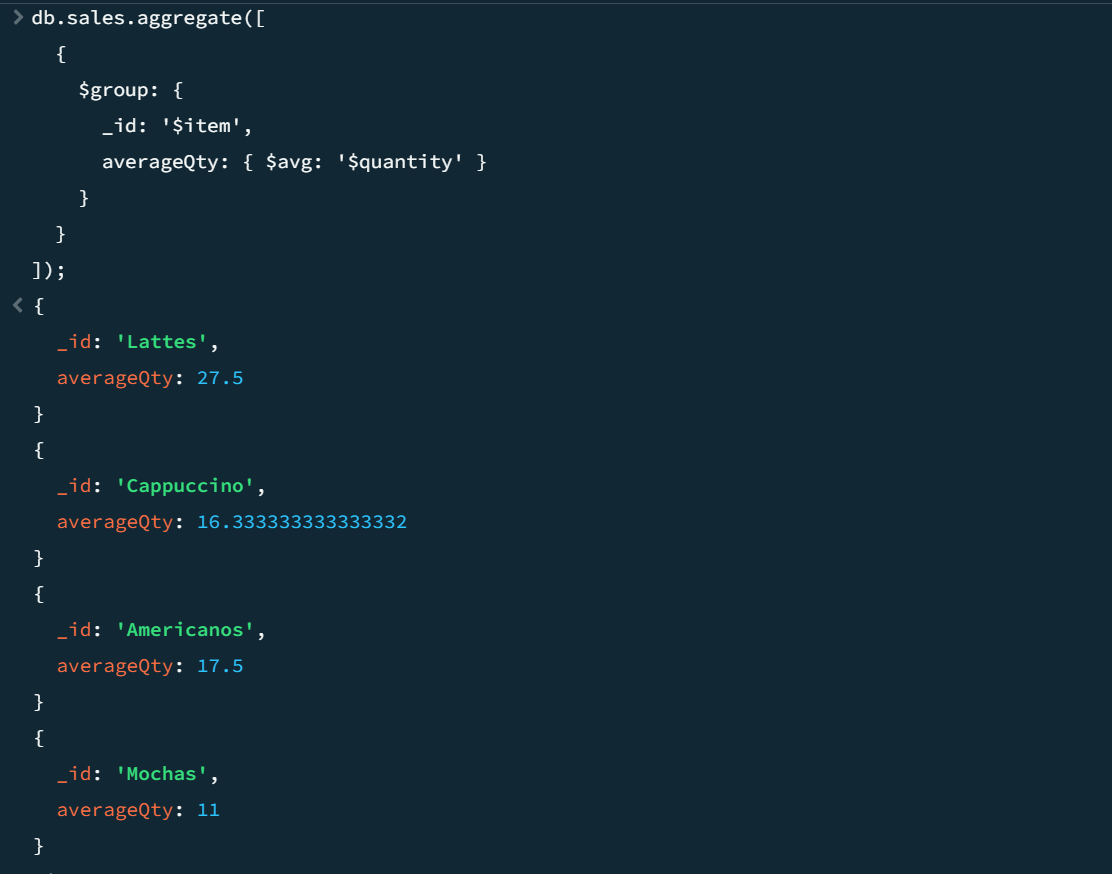 > db.sales.aggregate([
{
$group: {
_id: '$item',
averageQty: { $avg: '$quantity' }
}
}
]);
< {
_id: 'Lattes',
averageQty: 27.5
}
{
_id: 'Cappuccino',
averageQty: 16.333333333333332
}
{
_id: 'Americanos',
averageQty: 17.5
}
{
_id: 'Mochas',
averageQty: 11
}